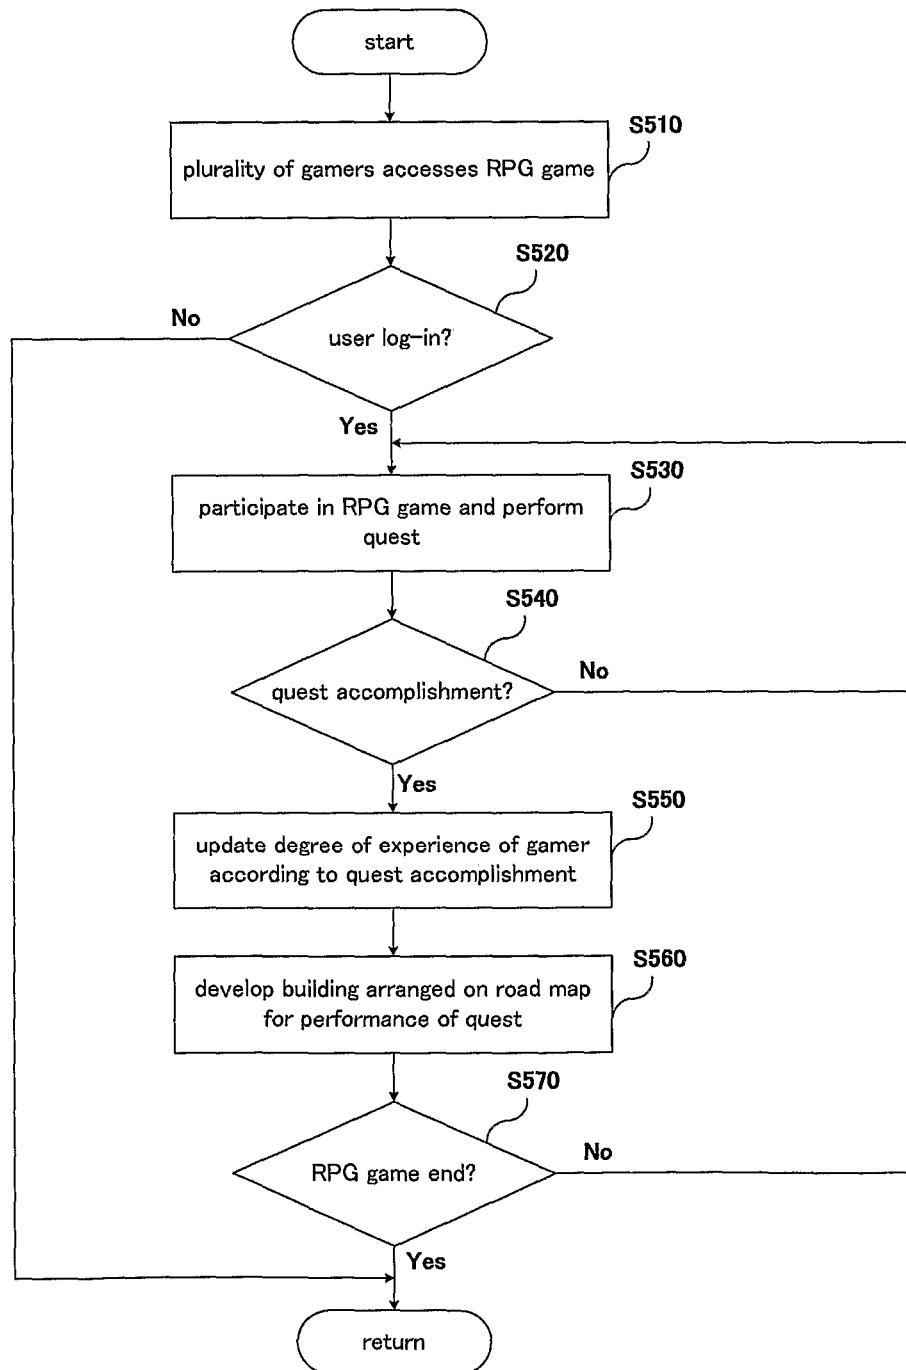 start
S510
plurality of gamers accesses RPG game
S520
No
user log-in?
Yes
S530
participate in RPG game and perform
quest
S540
No
quest accomplishment?
Yes
S550
update degree of experience of gamer
according to quest accomplishment
S560
develop building arranged on road map
for performance of quest
S570
No
RPG game end?
Yes
return